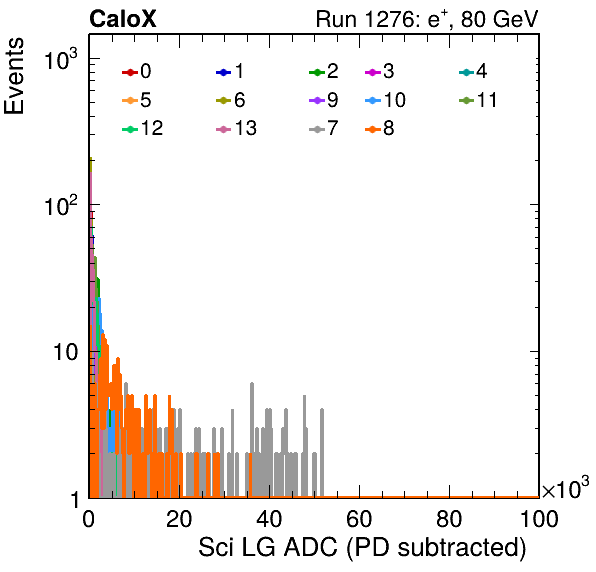 CaloX Run 1276: e⁺, 80 GeV
Events
10³
10²
10
1
0 1 2 3 4
5 6 9 10 11
12 13 7 8
0 20 40 60 80 100
×10³
Sci LG ADC (PD subtracted)